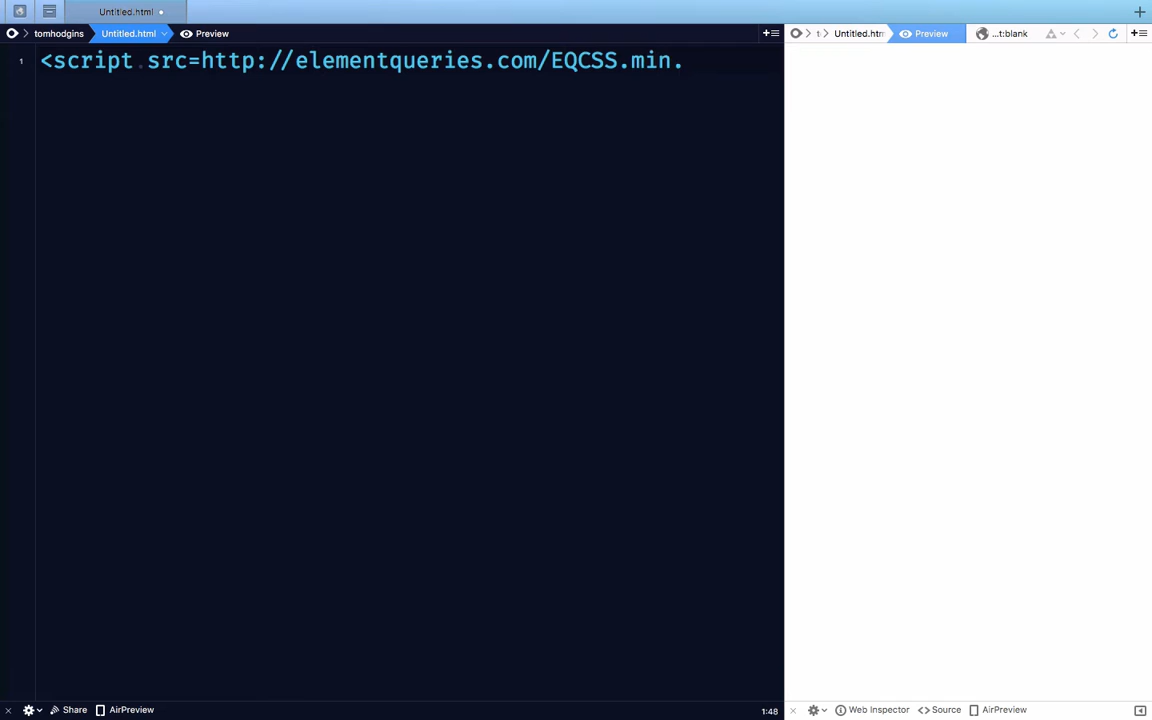 Untitled.html
tomhodgins Untitled.html Preview
Untitled.htm Preview ...t:blank
1 <script src=http://elementqueries.com/EQCSS.min.
Share AirPreview 1:48
Web Inspector Source AirPreview